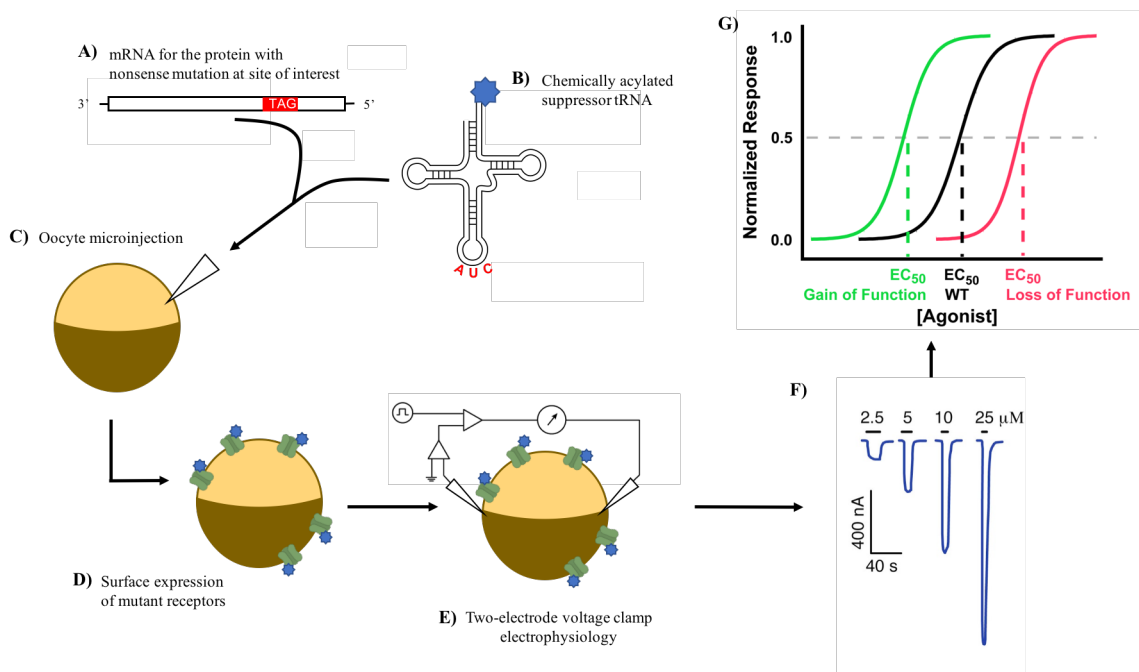 A) mRNA for the protein with
nonsense mutation at site of interest
3’ TAG 5’
B) Chemically acylated
suppressor tRNA
A U C
C) Oocyte microinjection
D) Surface expression
of mutant receptors
E) Two-electrode voltage clamp
electrophysiology
F)
2.5 5 10 25 μM
400 nA
40 s
G)
Normalized Response
1.0
0.5
0.0
EC50 EC50 EC50
Gain of Function WT Loss of Function
[Agonist]